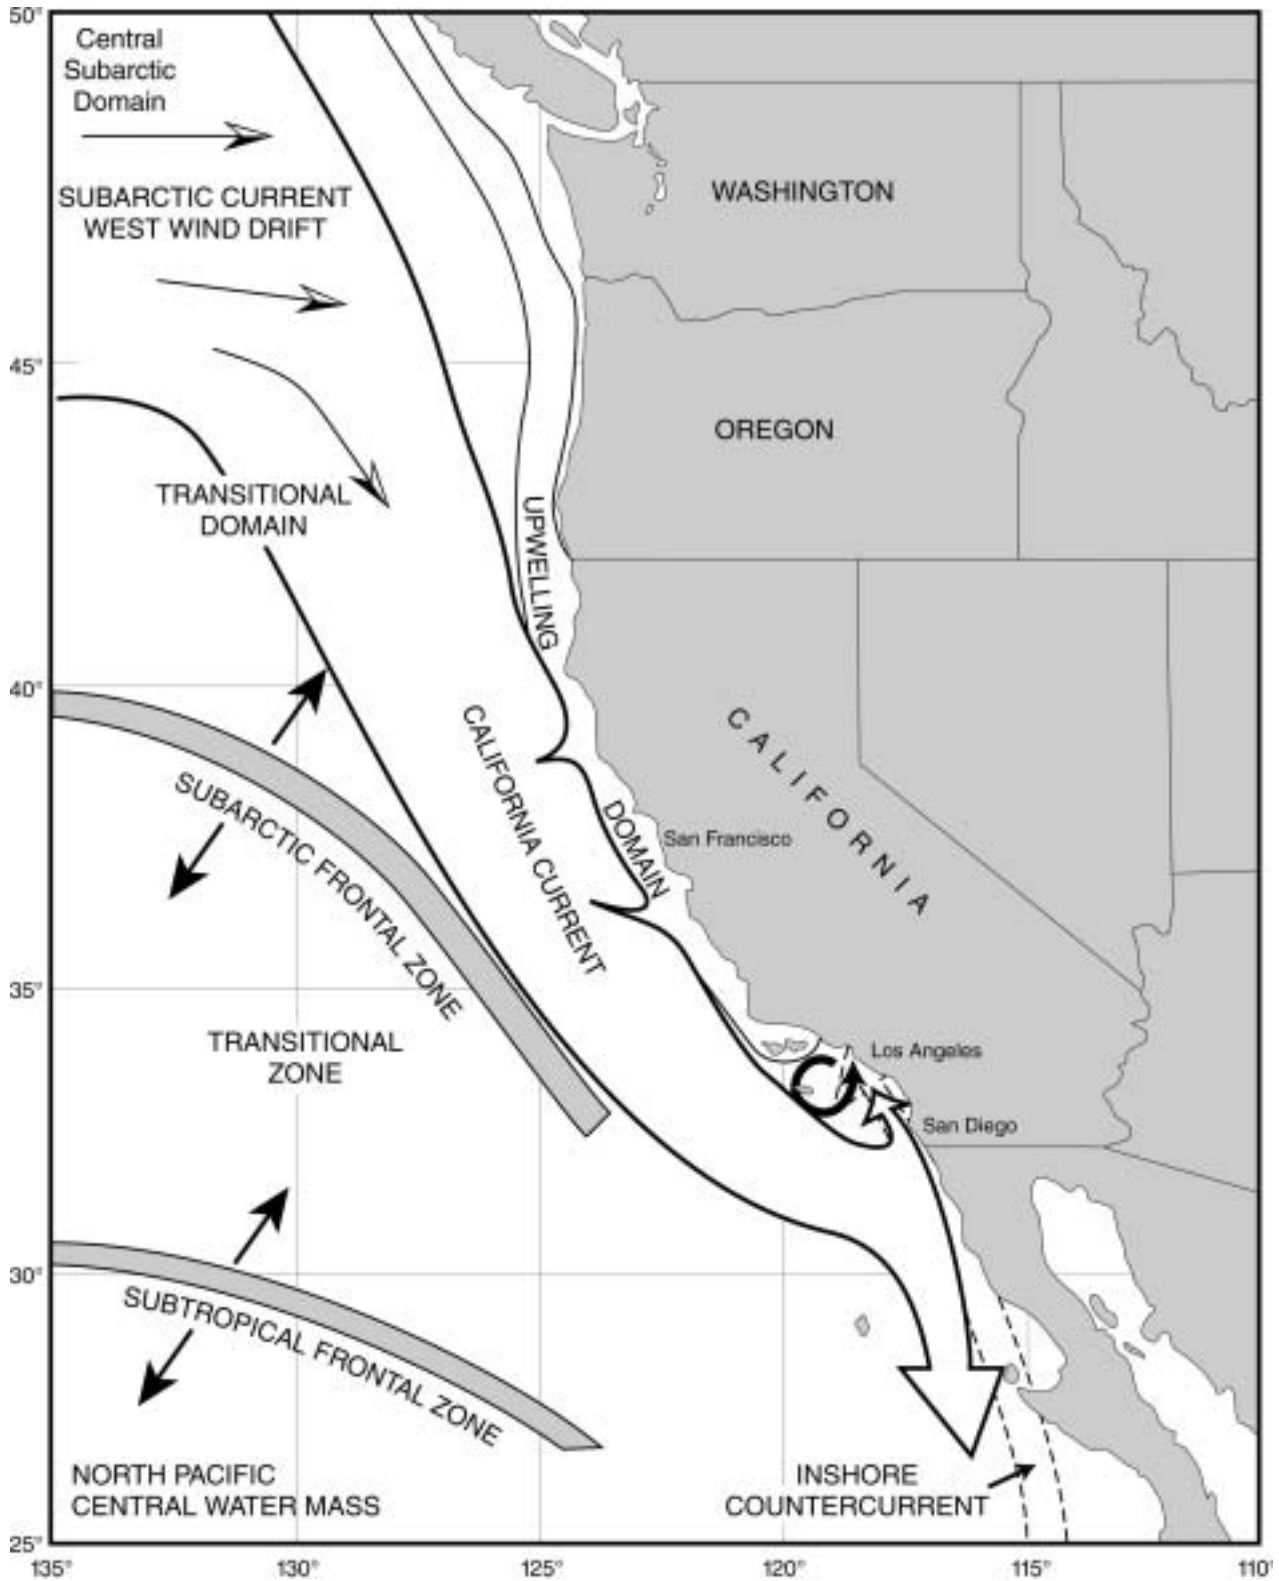 50°
Central
Subarctic
Domain
SUBARCTIC CURRENT
WEST WIND DRIFT
WASHINGTON
45°
OREGON
TRANSITIONAL
DOMAIN
UPWELLING
DOMAIN
40°
CALIFORNIA CURRENT
CALIFORNIA
SUBARCTIC FRONTAL ZONE
San Francisco
35°
TRANSITIONAL
ZONE
Los Angeles
San Diego
30°
SUBTROPICAL FRONTAL ZONE
NORTH PACIFIC
CENTRAL WATER MASS
INSHORE
COUNTERCURRENT
25°
135°
130°
125°
120°
115°
110°